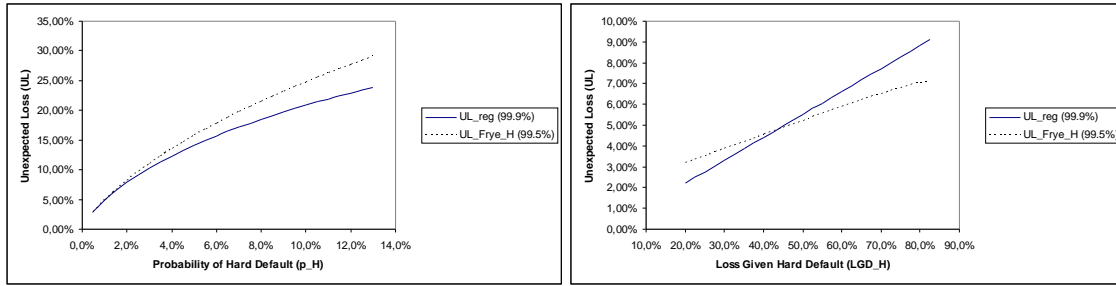 35,00%
30,00%
25,00%
20,00%
15,00%
10,00%
5,00%
0,00%
Unexpected Loss (UL)
0,0% 2,0% 4,0% 6,0% 8,0% 10,0% 12,0% 14,0%
Probability of Hard Default (p_H)
UL_reg (99.9%)
UL_Frye_H (99.5%)
10,00%
9,00%
8,00%
7,00%
6,00%
5,00%
4,00%
3,00%
2,00%
1,00%
0,00%
Unexpected Loss (UL)
10,0% 20,0% 30,0% 40,0% 50,0% 60,0% 70,0% 80,0% 90,0%
Loss Given Hard Default (LGD_H)
UL_reg (99.9%)
UL_Frye_H (99.5%)